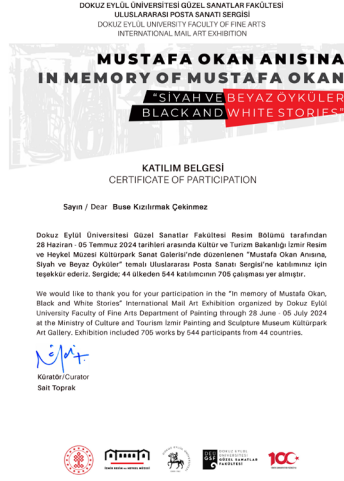 DOKUZ EYLÜL ÜNİVERSİTESİ GÜZEL SANATLAR FAKÜLTESİ
ULUSLARARASI POSTA SANATI SERGİSİ
DOKUZ EYLÜL UNIVERSITY FACULTY OF FINE ARTS
INTERNATIONAL MAIL ART EXHIBITION
MUSTAFA OKAN ANISINA
IN MEMORY OF MUSTAFA OKAN
"SİYAH VE BEYAZ ÖYKÜLER
BLACK AND WHITE STORIES"
KATILIM BELGESİ
CERTIFICATE OF PARTICIPATION
Sayın / Dear Buse Kızılırmak Çekinmez
Dokuz Eylül Üniversitesi Güzel Sanatlar Fakültesi Resim Bölümü tarafından
28 Haziran - 05 Temmuz 2024 tarihleri arasında Kültür ve Turizm Bakanlığı İzmir Resim
ve Heykel Müzesi Kültürpark Sanat Galerisi'nde düzenlenen "Mustafa Okan Anısına,
Siyah ve Beyaz Öyküler" temalı Uluslararası Posta Sanatı Sergisi'ne katılımınız için
teşekkür ederiz. Sergide; 44 ülkeden 544 katılımcının 705 çalışması yer almıştır.
We would like to thank you for your participation in the "In memory of Mustafa Okan,
Black and White Stories" International Mail Art Exhibition organized by Dokuz Eylül
University Faculty of Fine Arts Department of Painting through 28 June - 05 July 2024
at the Ministry of Culture and Tourism İzmir Painting and Sculpture Museum Kültürpark
Art Gallery. Exhibition included 705 works by 544 participants from 44 countries.
Küratör/Curator
Sait Toprak
İZMİR RESİM VE HEYKEL MÜZESİ
DEU
GSF
DOKUZ EYLÜL
ÜNİVERSİTESİ
GÜZEL SANATLAR
FAKÜLTESİ
100